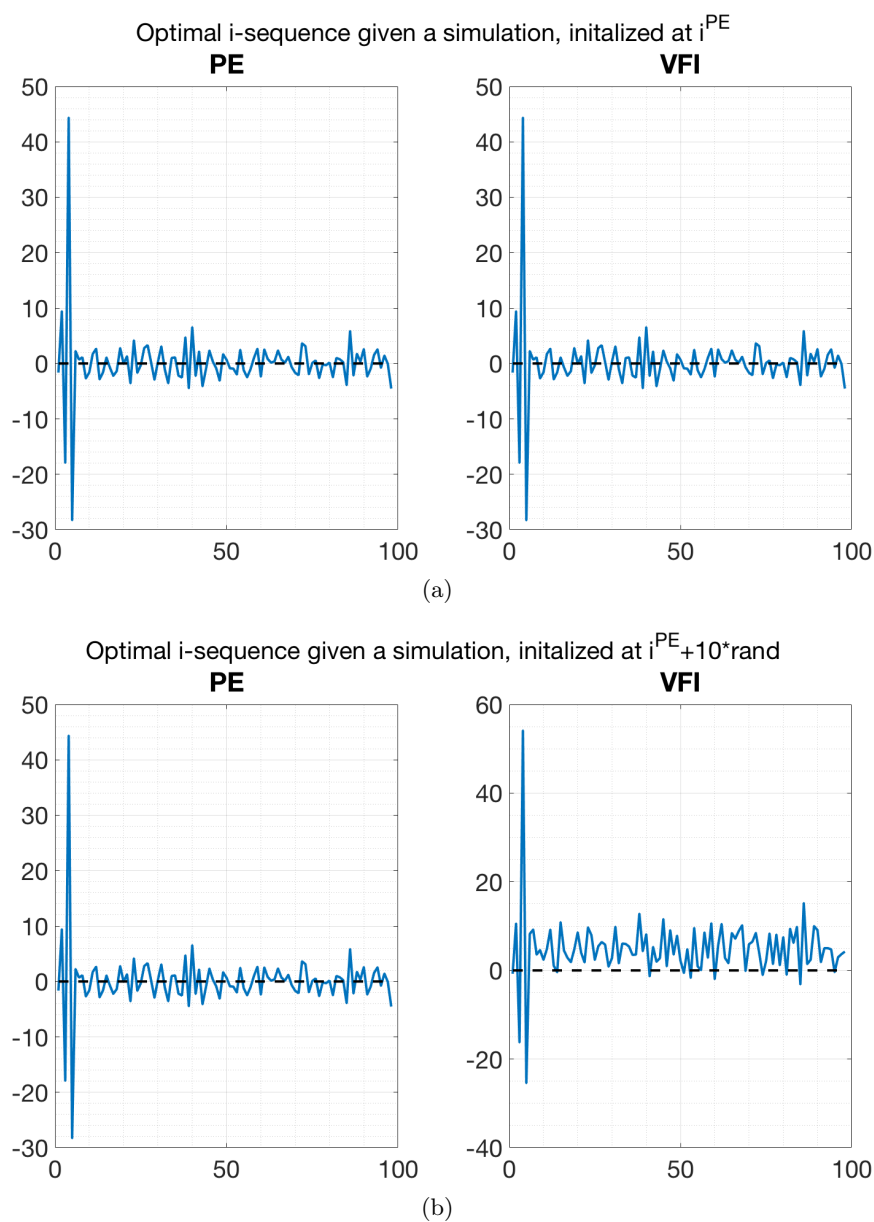 Optimal i-sequence given a simulation, initalized at i^PE
PE VFI
50 50
40 40
30 30
20 20
10 10
0 0
-10 -10
-20 -20
-30 -30
0 50 100 0 50 100
(a)
Optimal i-sequence given a simulation, initalized at i^PE+10*rand
PE VFI
50 60
40
30 40
20 20
10
0 0
-10
-20 -20
-30 -40
0 50 100 0 50 100
(b)